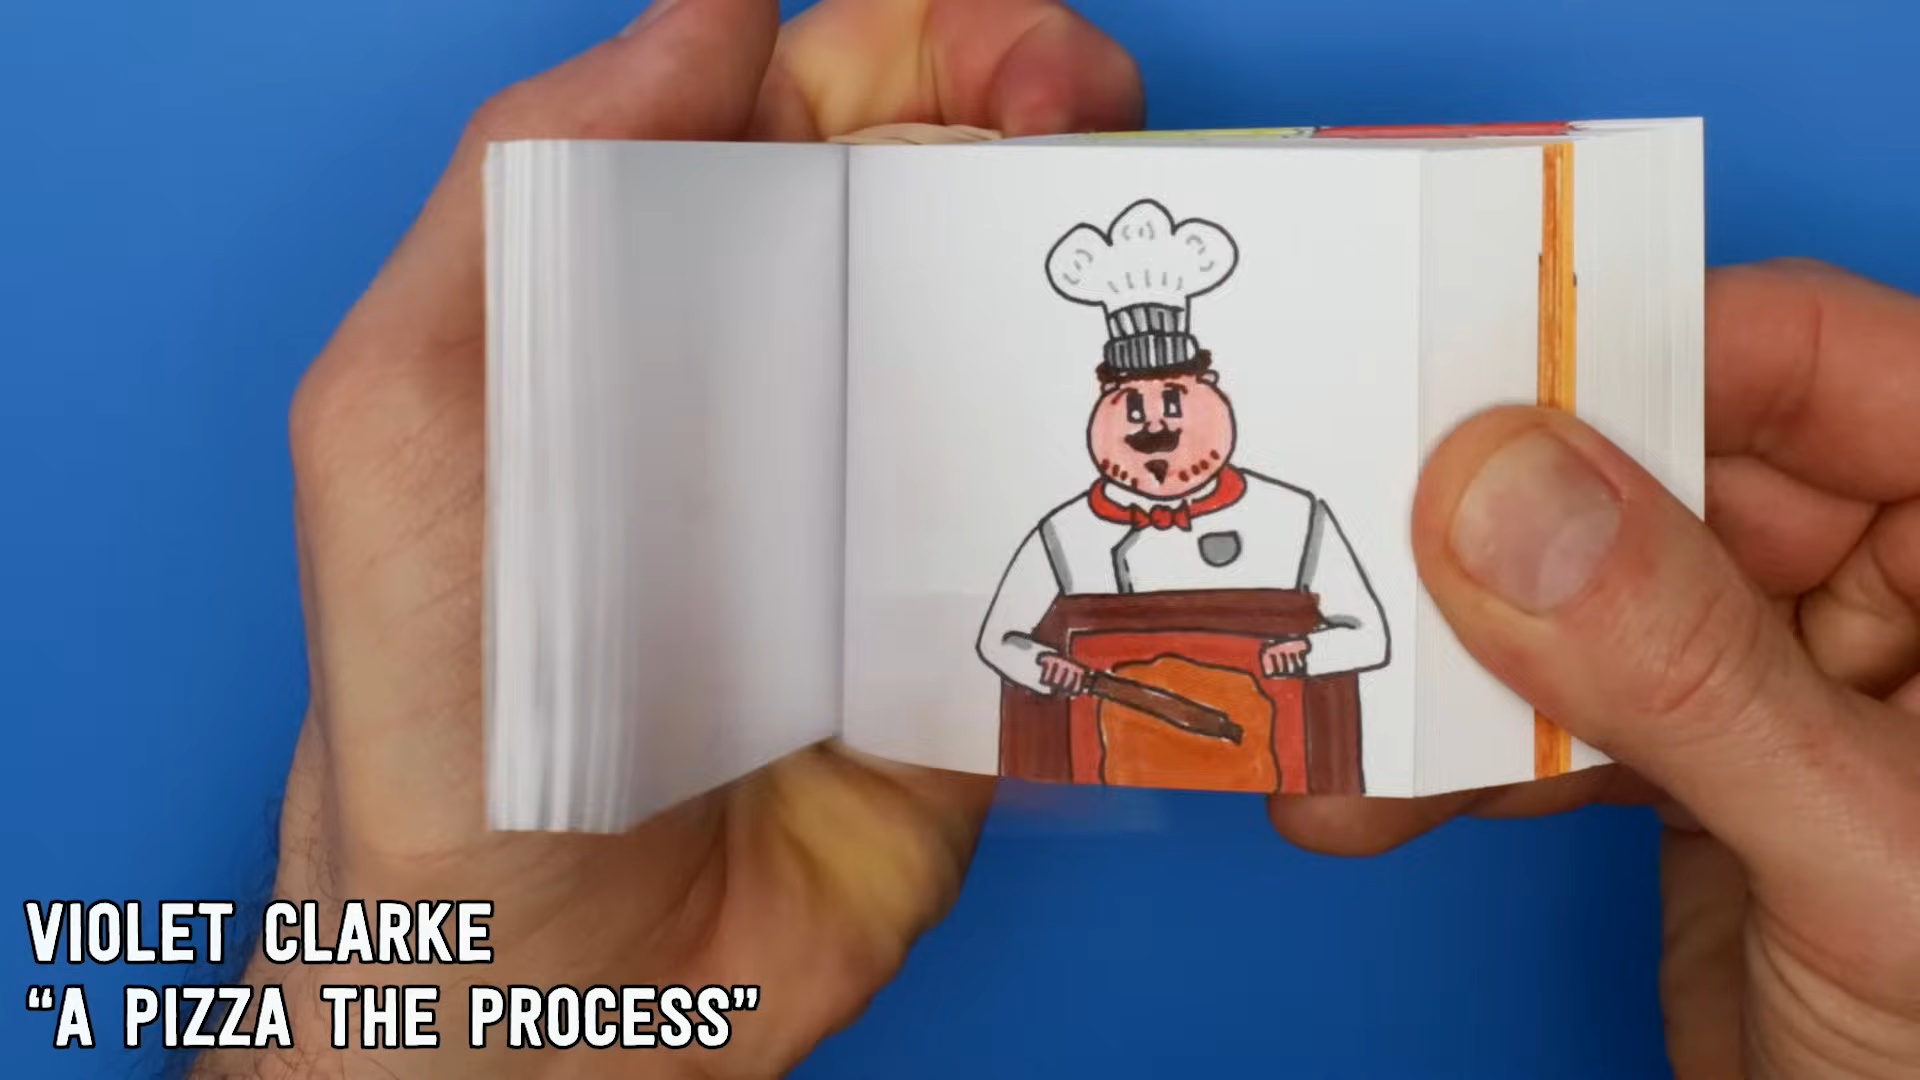 VIOLET CLARKE
“A PIZZA THE PROCESS”